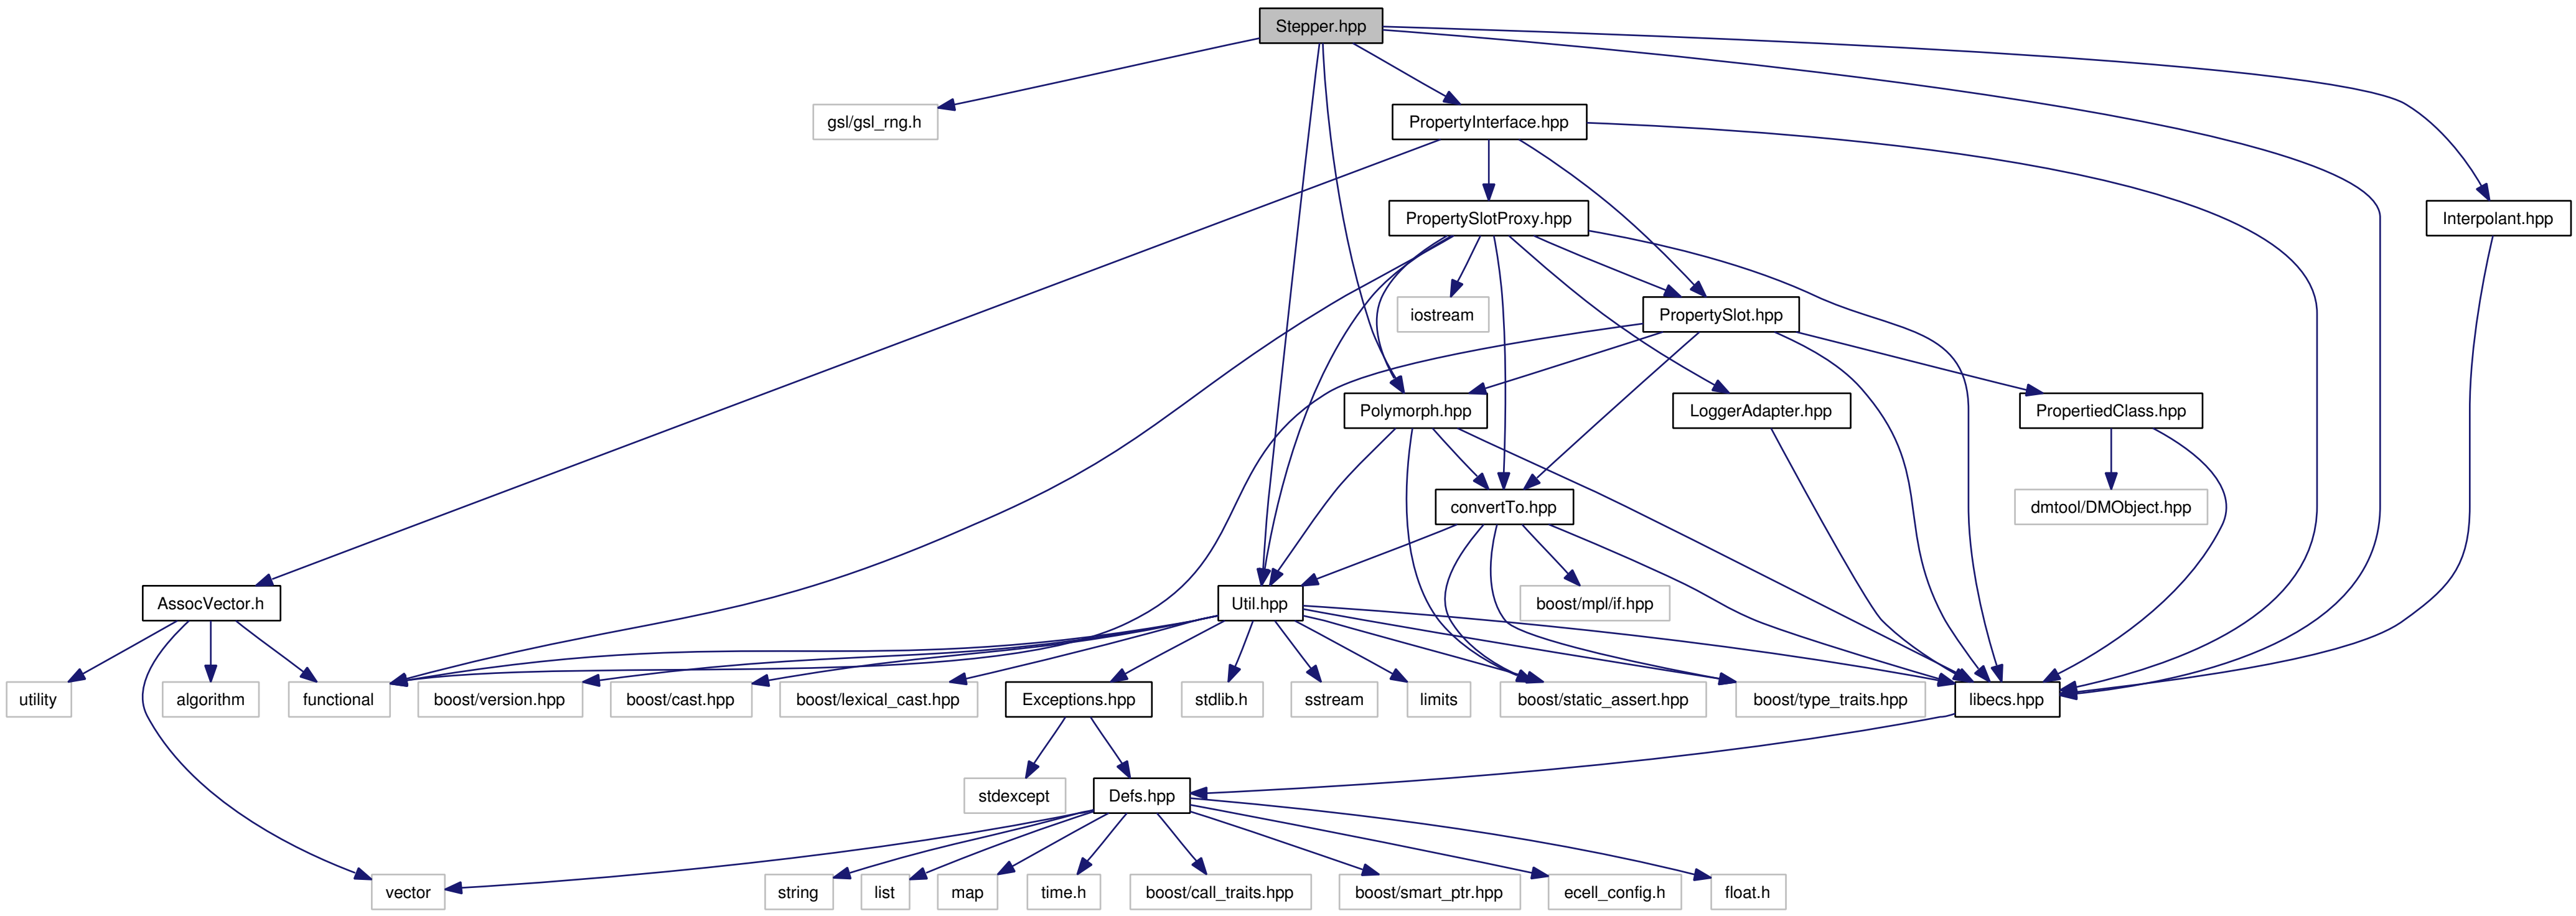 Stepper.hpp
gsl/gsl_rng.h
PropertyInterface.hpp
PropertySlotProxy.hpp
Interpolant.hpp
iostream
PropertySlot.hpp
Polymorph.hpp
LoggerAdapter.hpp
PropertiedClass.hpp
convertTo.hpp
dmtool/DMObject.hpp
AssocVector.h
Util.hpp
boost/mpl/if.hpp
utility
algorithm
functional
boost/version.hpp
boost/cast.hpp
boost/lexical_cast.hpp
Exceptions.hpp
stdlib.h
sstream
limits
boost/static_assert.hpp
boost/type_traits.hpp
libecs.hpp
stdexcept
Defs.hpp
vector
string
list
map
time.h
boost/call_traits.hpp
boost/smart_ptr.hpp
ecell_config.h
float.h